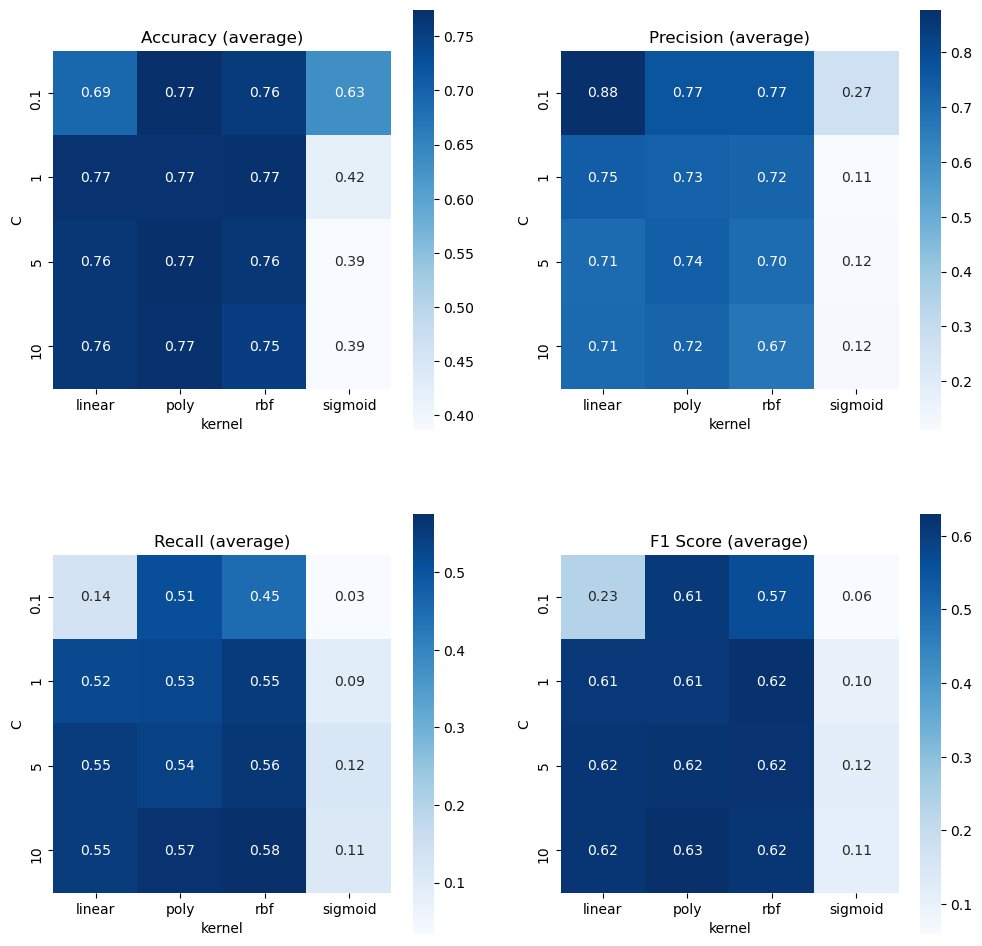 Accuracy (average)
0.1 0.69 0.77 0.76 0.63
1 0.77 0.77 0.77 0.42
5 0.76 0.77 0.76 0.39
10 0.76 0.77 0.75 0.39
C
linear poly rbf sigmoid
kernel
0.75
0.70
0.65
0.60
0.55
0.50
0.45
0.40
Precision (average)
0.1 0.88 0.77 0.77 0.27
1 0.75 0.73 0.72 0.11
5 0.71 0.74 0.70 0.12
10 0.71 0.72 0.67 0.12
C
linear poly rbf sigmoid
kernel
0.8
0.7
0.6
0.5
0.4
0.3
0.2
Recall (average)
0.1 0.14 0.51 0.45 0.03
1 0.52 0.53 0.55 0.09
5 0.55 0.54 0.56 0.12
10 0.55 0.57 0.58 0.11
C
linear poly rbf sigmoid
kernel
0.5
0.4
0.3
0.2
0.1
F1 Score (average)
0.1 0.23 0.61 0.57 0.06
1 0.61 0.61 0.62 0.10
5 0.62 0.62 0.62 0.12
10 0.62 0.63 0.62 0.11
C
linear poly rbf sigmoid
kernel
0.6
0.5
0.4
0.3
0.2
0.1